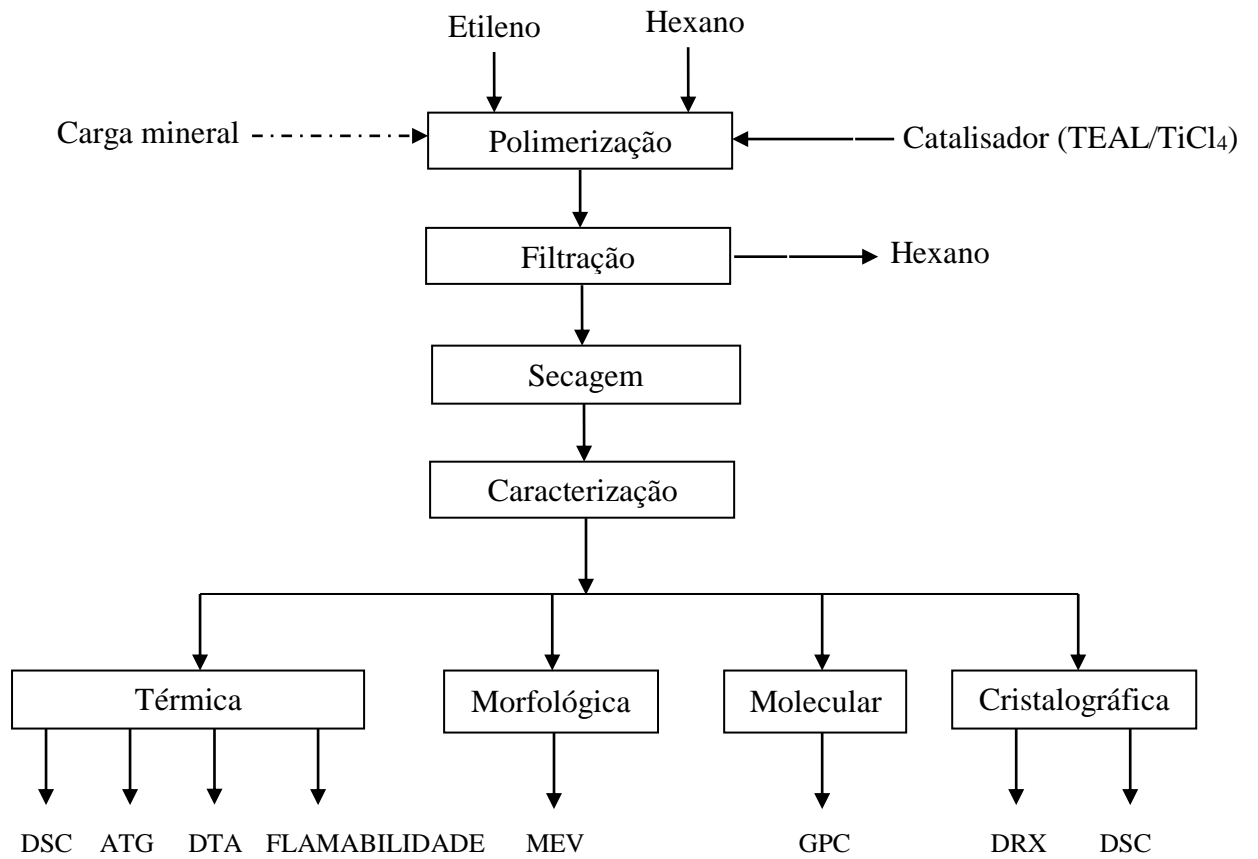 Etileno
Hexano
Carga mineral
Polimerização
Catalisador (TEAL/TiCl4)
Filtração
Hexano
Secagem
Caracterização
Térmica
Morfológica
Molecular
Cristalográfica
DSC
ATG
DTA
FLAMABILIDADE
MEV
GPC
DRX
DSC